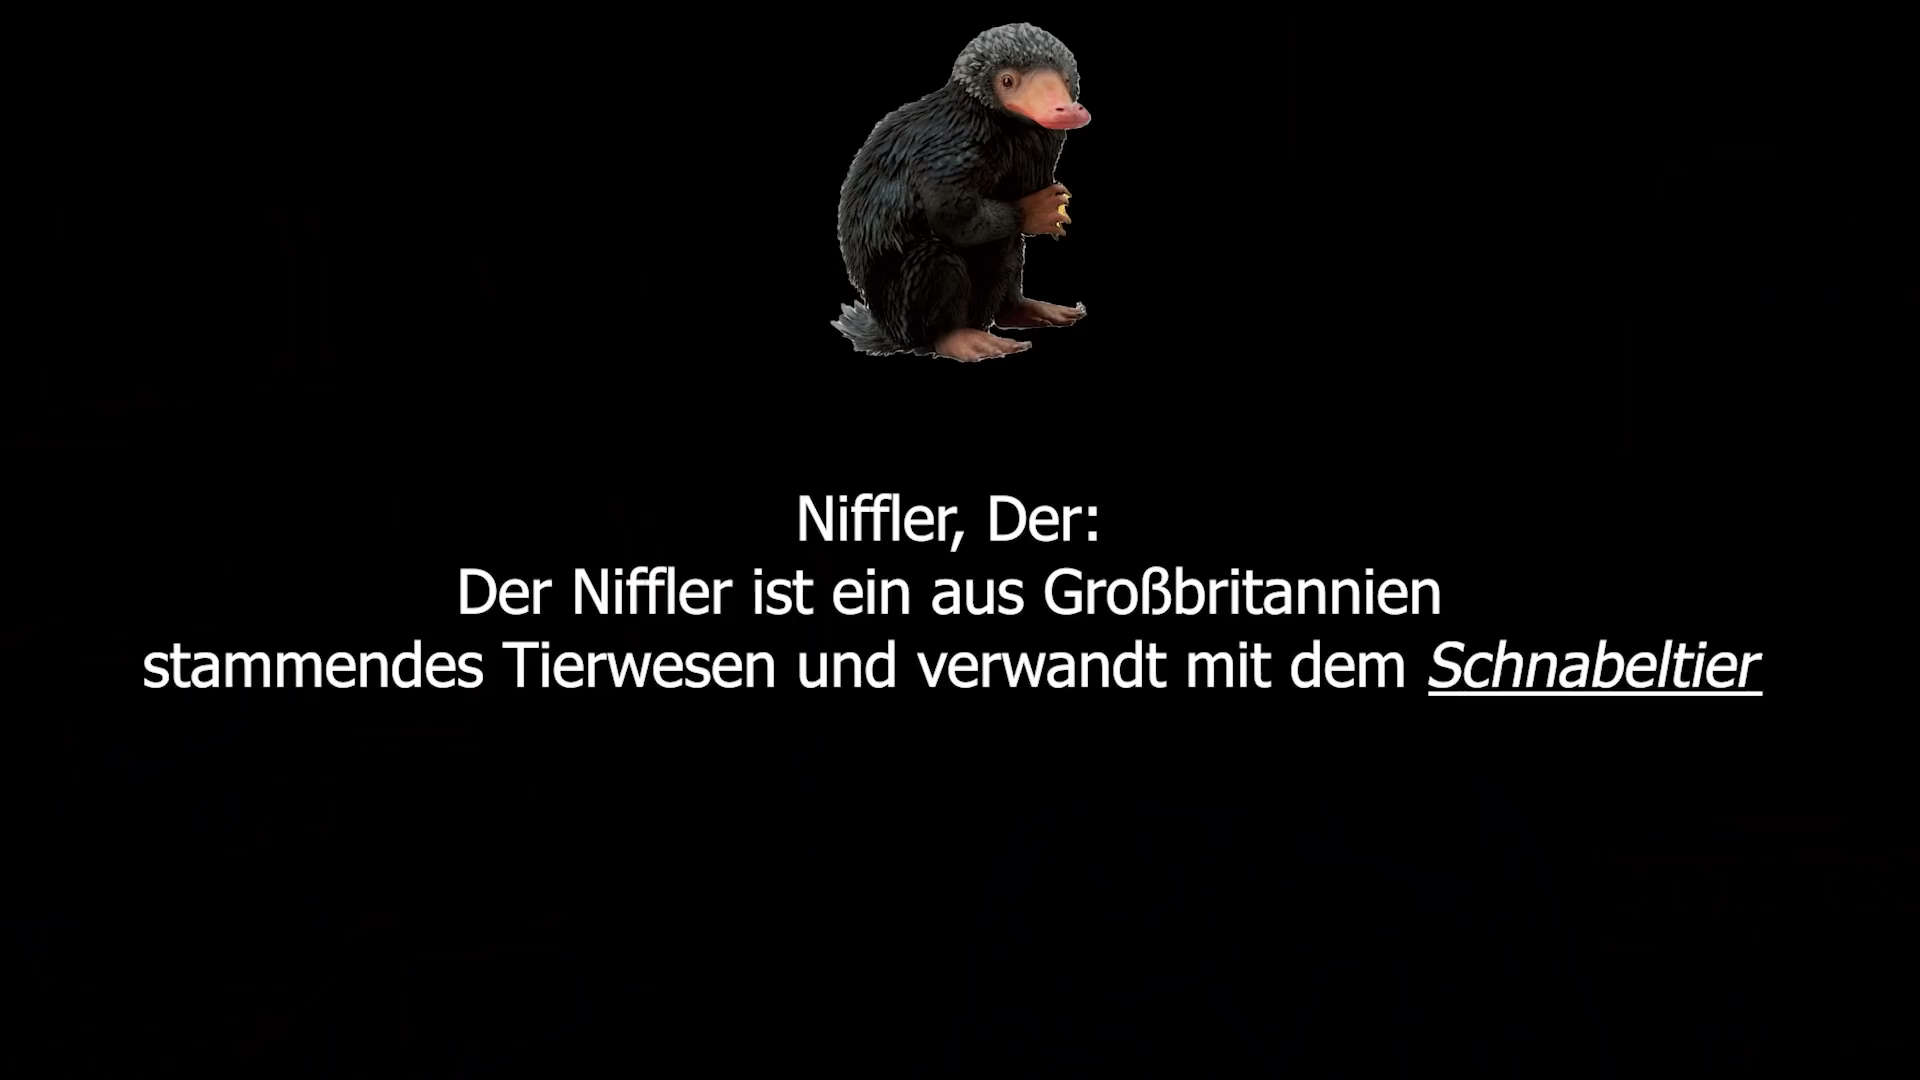 Niffler, Der:
Der Niffler ist ein aus Großbritannien
stammendes Tierwesen und verwandt mit dem Schnabeltier